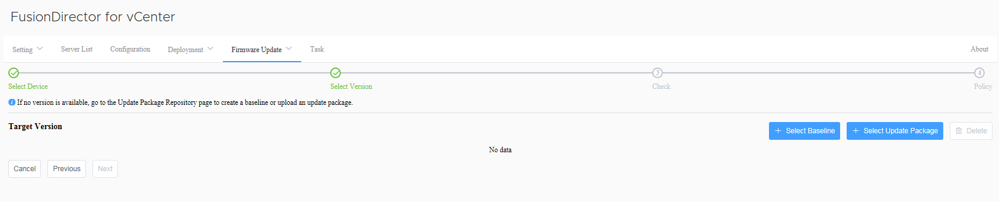 FusionDirector for vCenter
Setting Server List Configuration Deployment Firmware Update Task About
3 4
Select Device Select Version Check Policy
i If no version is available, go to the Update Package Repository page to create a baseline or upload an update package.
Target Version + Select Baseline + Select Update Package Delete
No data
Cancel Previous Next